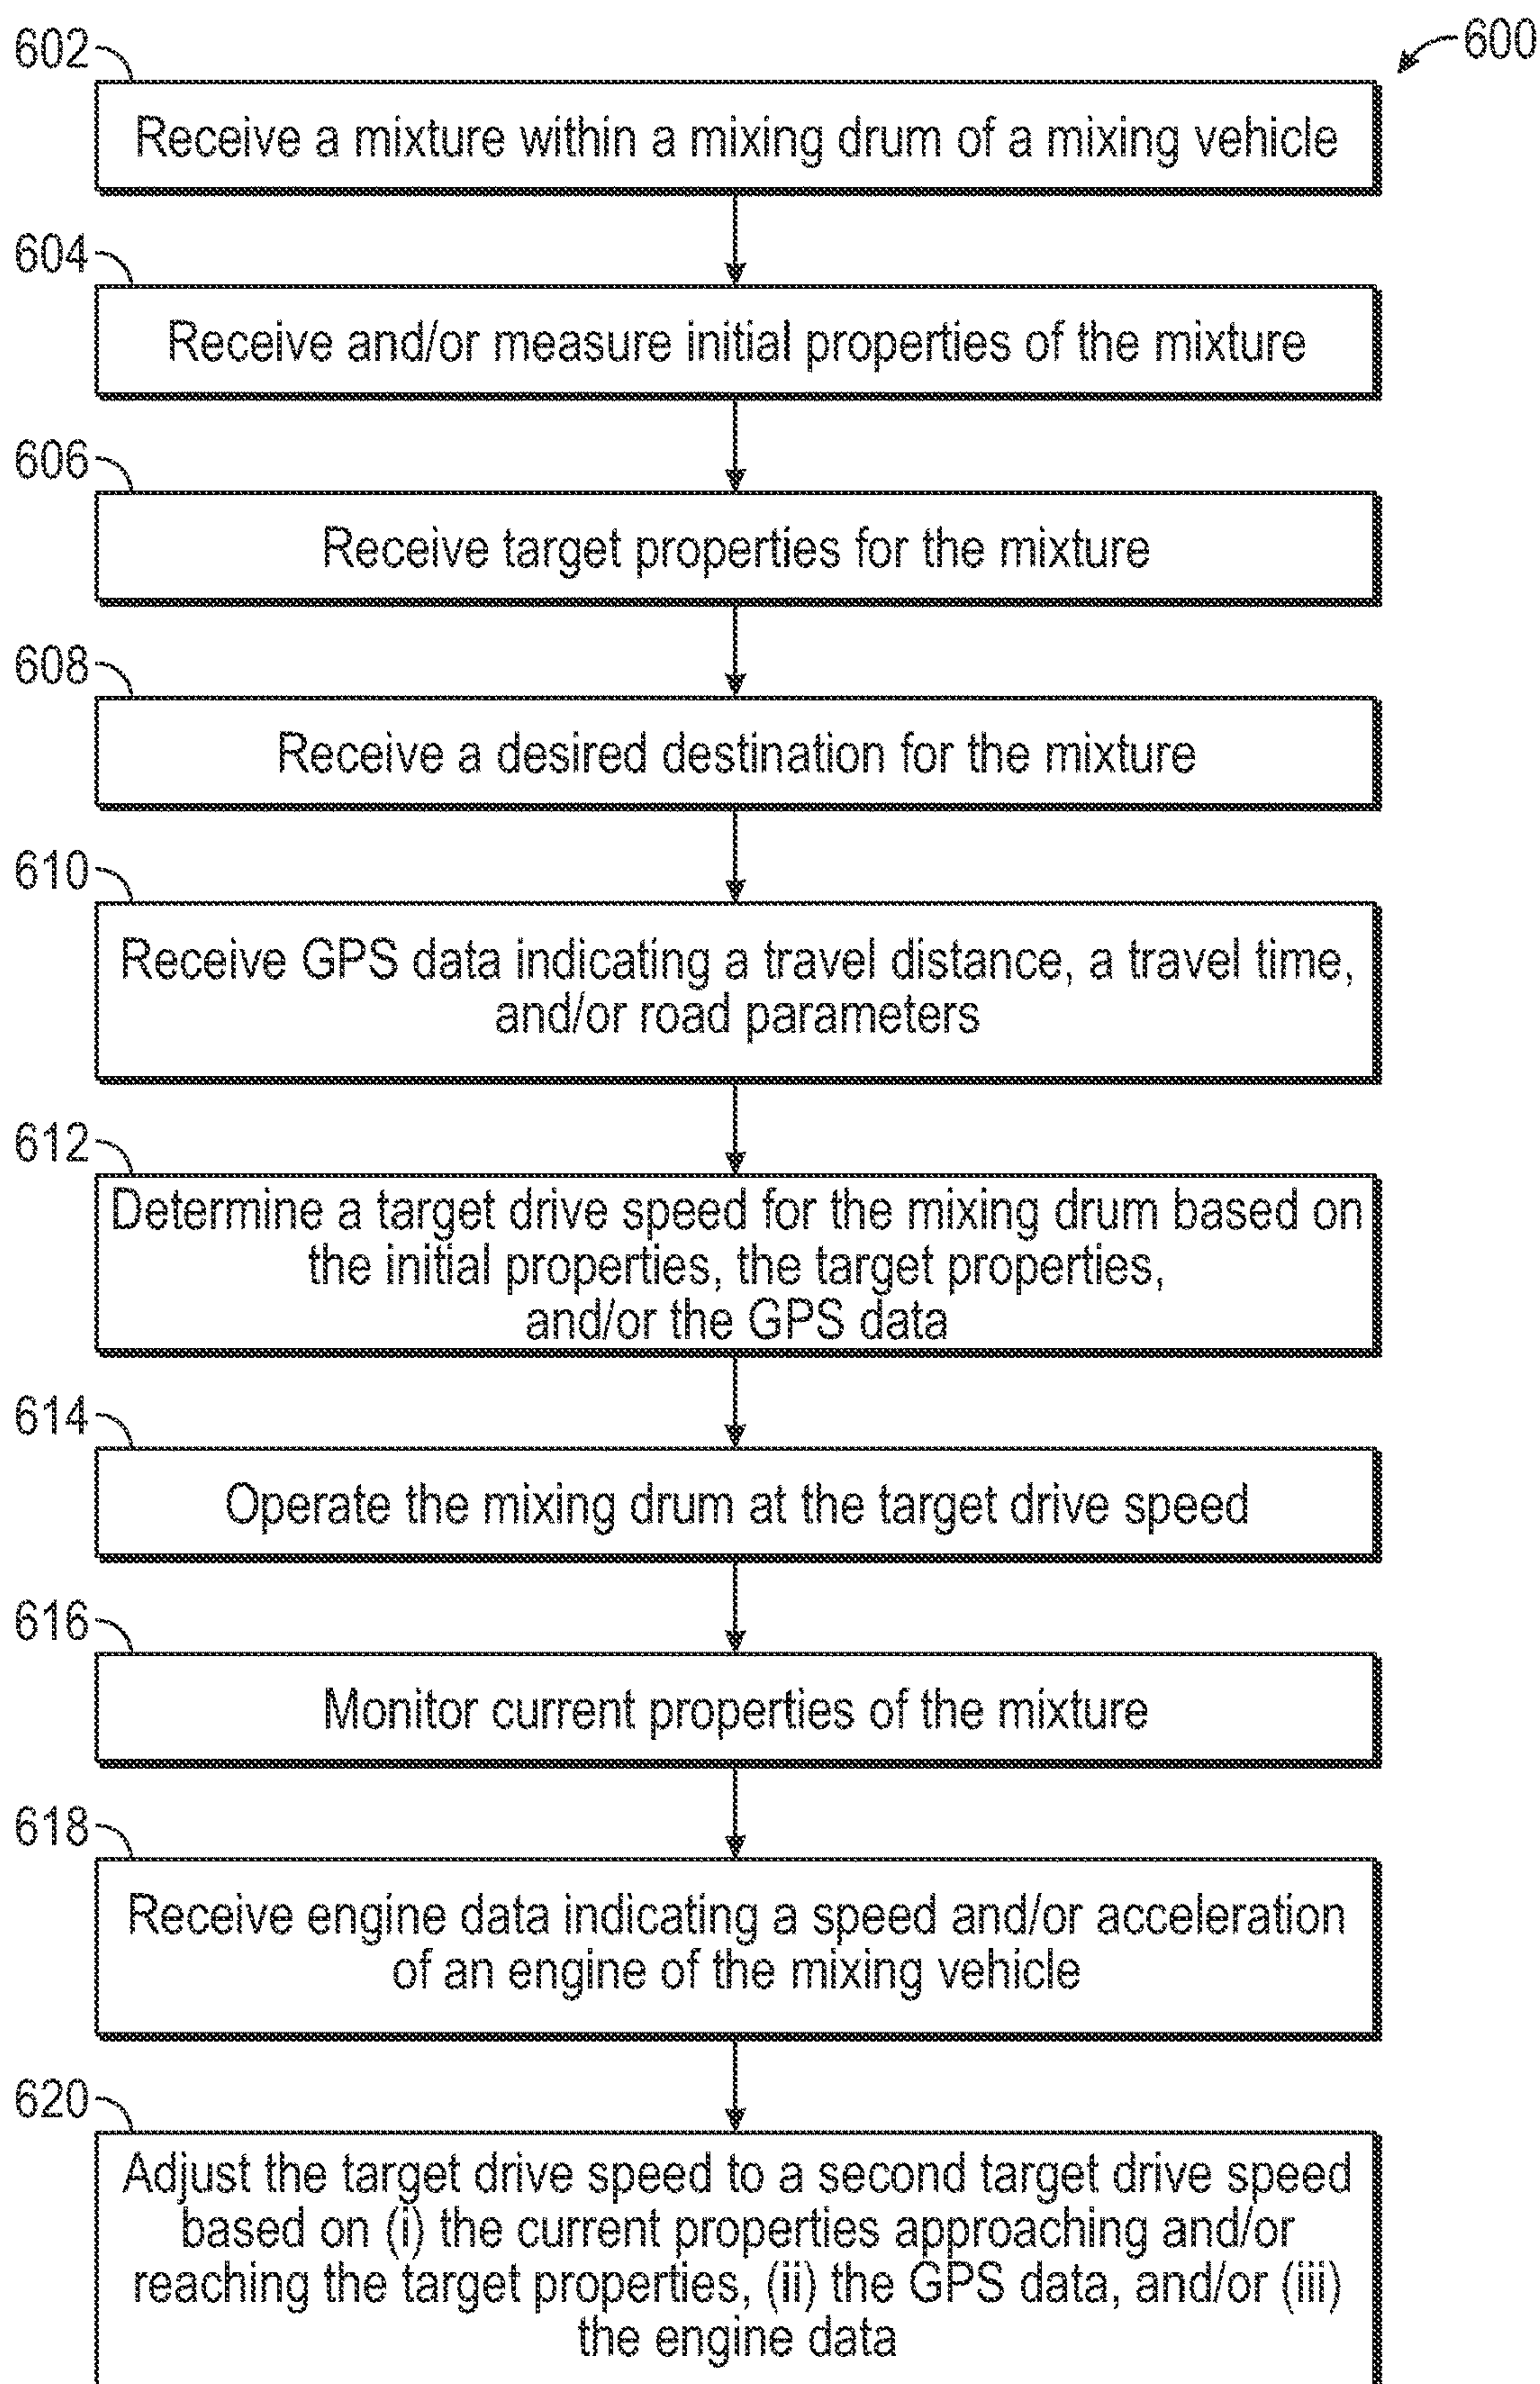 600
602
Receive a mixture within a mixing drum of a mixing vehicle
604
Receive and/or measure initial properties of the mixture
606
Receive target properties for the mixture
608
Receive a desired destination for the mixture
610
Receive GPS data indicating a travel distance, a travel time,
and/or road parameters
612
Determine a target drive speed for the mixing drum based on
the initial properties, the target properties,
and/or the GPS data
614
Operate the mixing drum at the target drive speed
616
Monitor current properties of the mixture
618
Receive engine data indicating a speed and/or acceleration
of an engine of the mixing vehicle
620
Adjust the target drive speed to a second target drive speed
based on (i) the current properties approaching and/or
reaching the target properties, (ii) the GPS data, and/or (iii)
the engine data